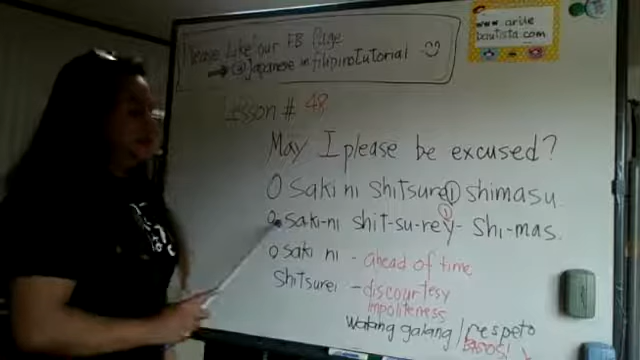 Please Like our FB Page
→ @Japanese in filipino tutorial
www arile
bautista.com
Lesson # 48
May I please be excused?
O saki ni shitsurei shimasu
O saki-ni shit-su-rey- shi-mas.
O saki ni - ahead of time
Shitsurei - discourtesy
impoliteness
walang galang / respeto
BASTOS!